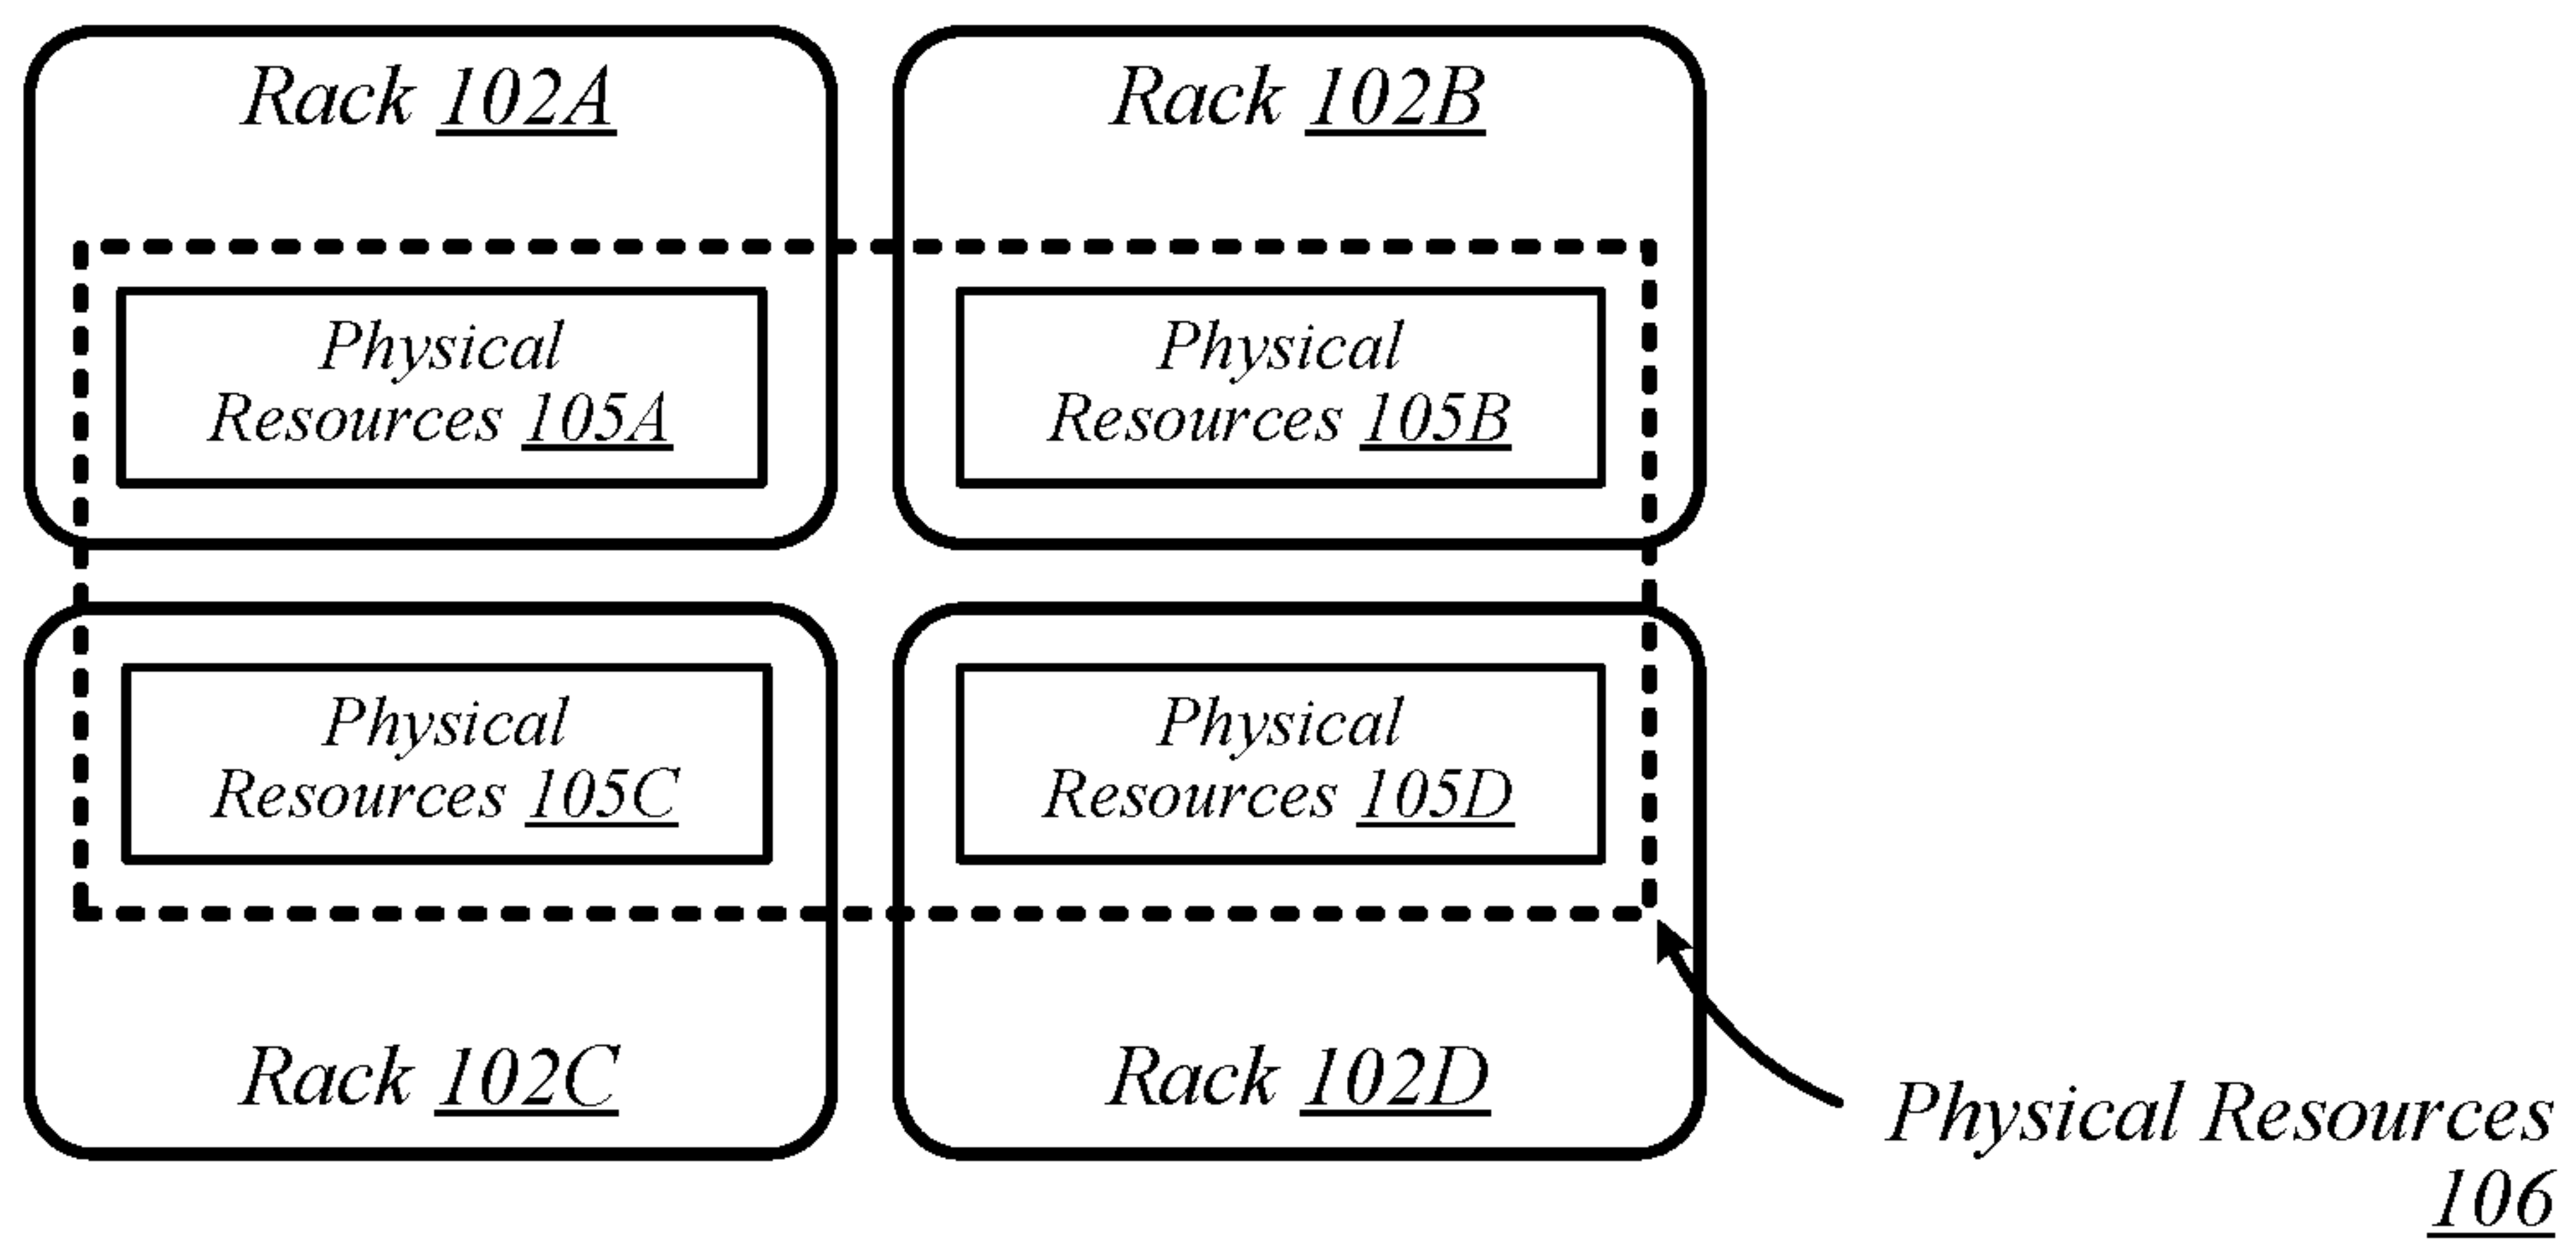 Rack 102A
Rack 102B
Physical
Resources 105A
Physical
Resources 105B
Physical
Resources 105C
Physical
Resources 105D
Rack 102C
Rack 102D
Physical Resources
106